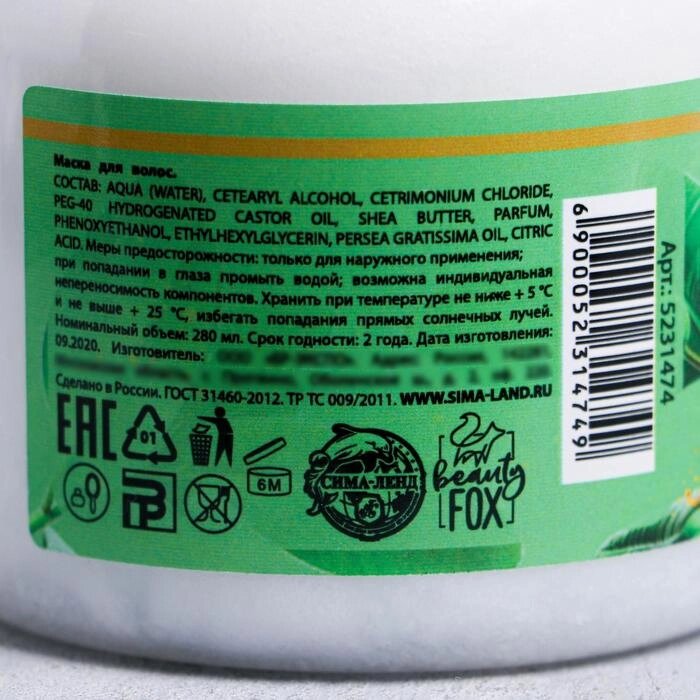 Маска для волос.
СОСТАВ: AQUA (WATER), CETEARYL ALCOHOL, CETRIMONIUM CHLORIDE,
PEG-40 HYDROGENATED CASTOR OIL, SHEA BUTTER, PARFUM,
PHENOXYETHANOL, ETHYLHEXYLGLYCERIN, PERSEA GRATISSIMA OIL, CITRIC
ACID. Меры предосторожности: только для наружного применения;
при попадании в глаза промыть водой; возможна индивидуальная
непереносимость компонентов. Хранить при температуре не ниже + 5 °C
и не выше + 25 °C, избегать попадания прямых солнечных лучей.
Номинальный объем: 280 мл. Срок годности: 2 года. Дата изготовления:
09.2020. Изготовитель:
Сделано в России. ГОСТ 31460-2012. ТР ТС 009/2011. WWW.SIMA-LAND.RU
EAC
01
6M
СИМА-ЛЕНД
beauty
FOX
6 900052 314749
Арт.: 5231474